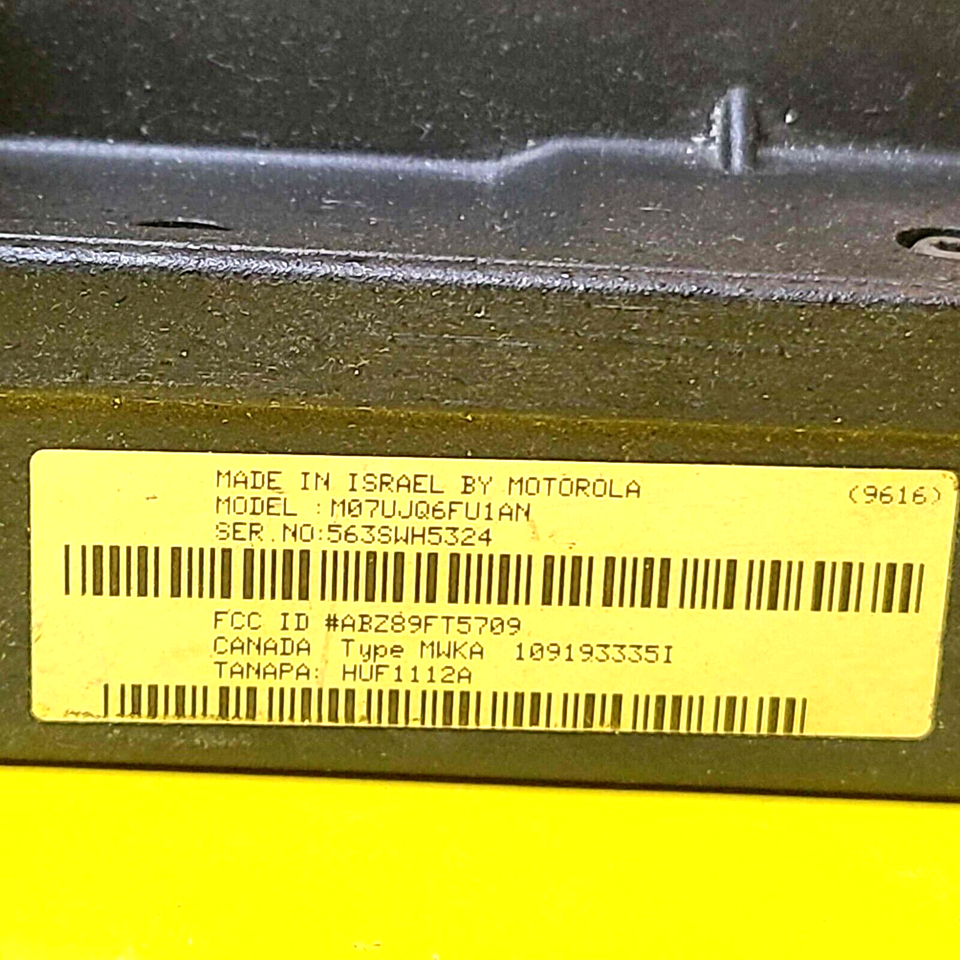 MADE IN ISRAEL BY MOTOROLA (9616)
MODEL : M07UJQ6FU1AN
SER.NO:563SWH5324
FCC ID #ABZ89FT5709
CANADA Type MWKA 109193335I
TANAPA: HUF1112A